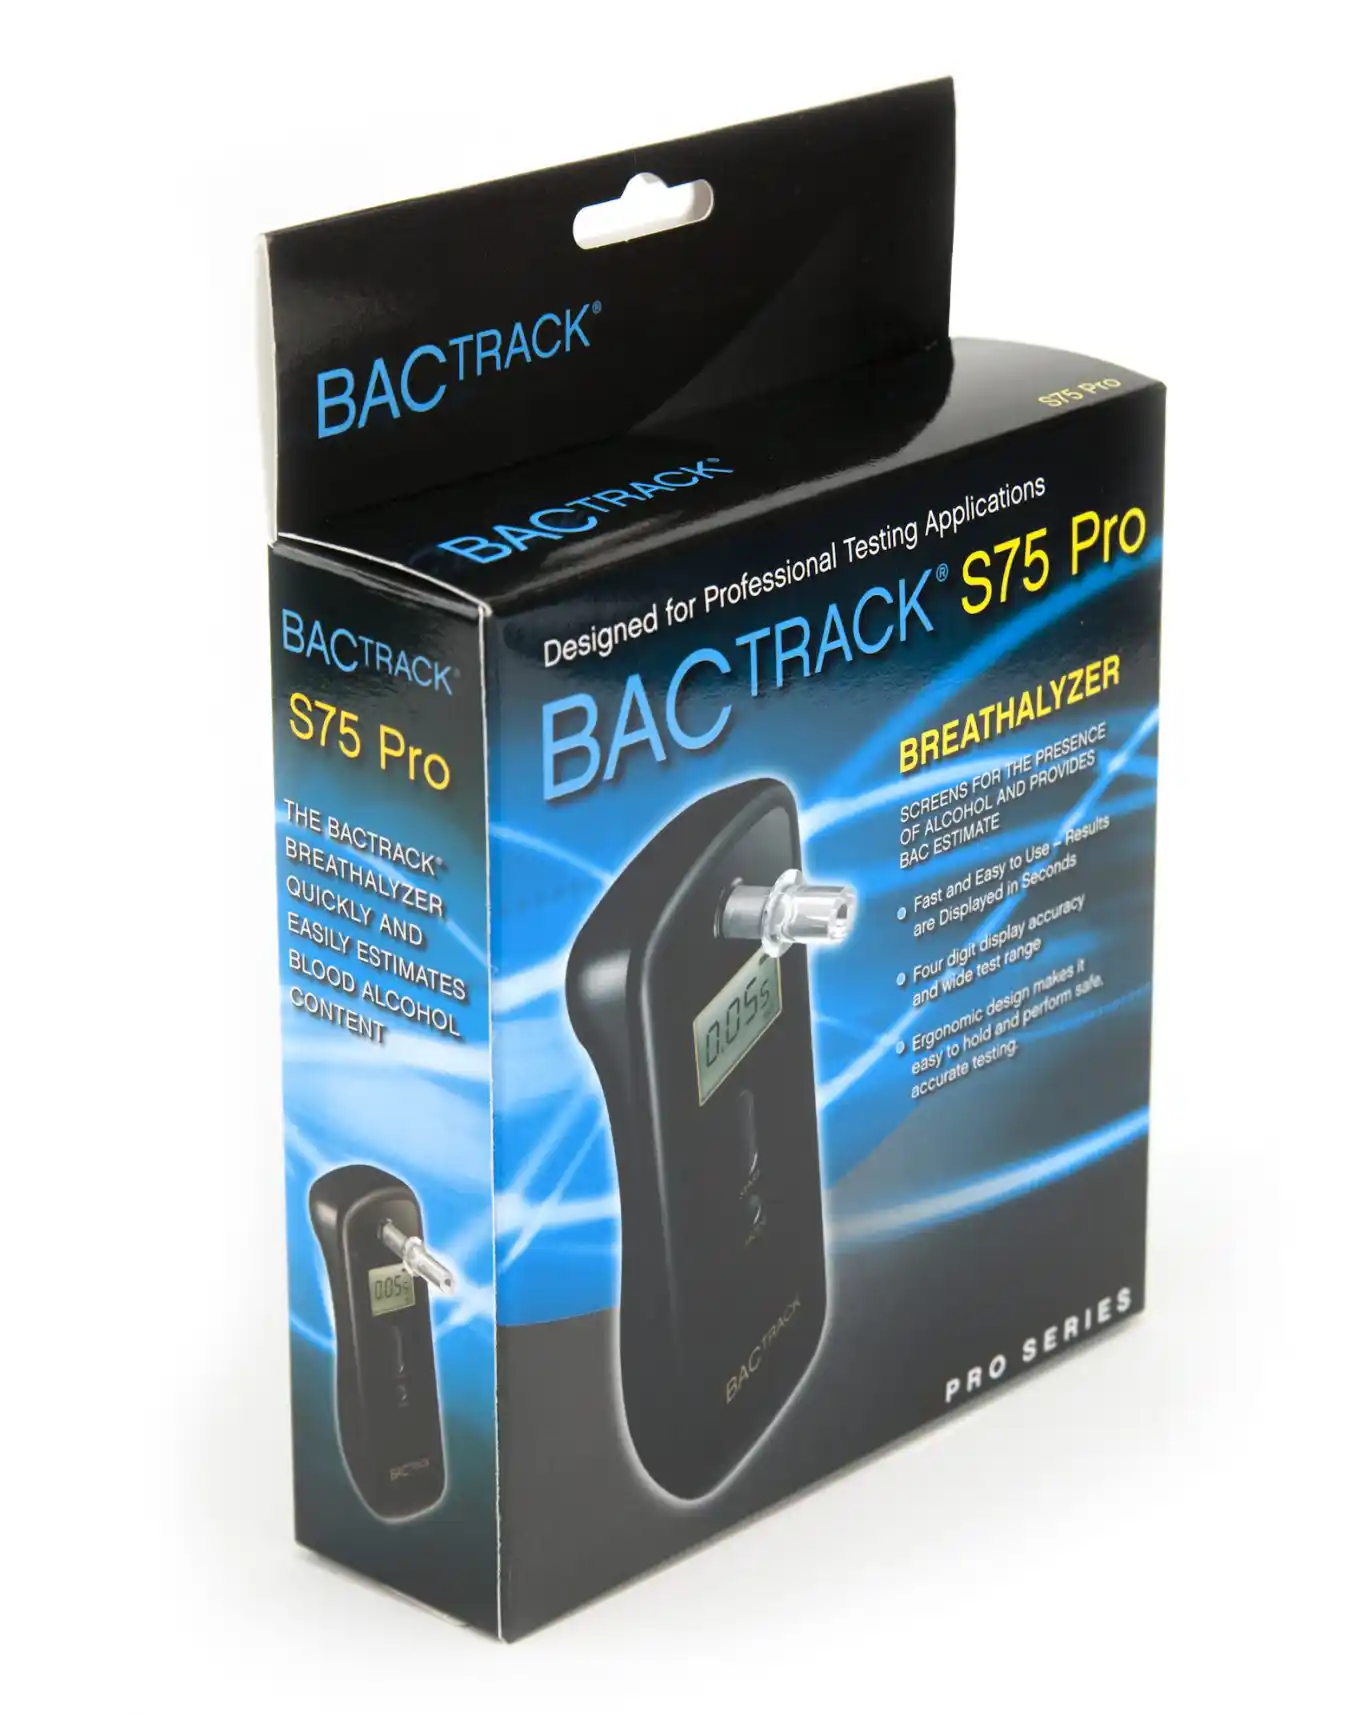 BACTRACK®
BACTRACK®
S75 Pro
Designed for Professional Testing Applications
BACTRACK® S75 Pro
BREATHALYZER
SCREENS FOR THE PRESENCE
OF ALCOHOL AND PROVIDES
BAC ESTIMATE
Fast and Easy to Use – Results
are Displayed in Seconds
Four digit display accuracy
and wide test range
Ergonomic design makes it
easy to hold and perform safe,
accurate testing.
0.055
BACTRACK
PRO SERIES
BACTRACK®
S75 Pro
THE BACTRACK®
BREATHALYZER
QUICKLY AND
EASILY ESTIMATES
BLOOD ALCOHOL
CONTENT
0.055
BACTRACK